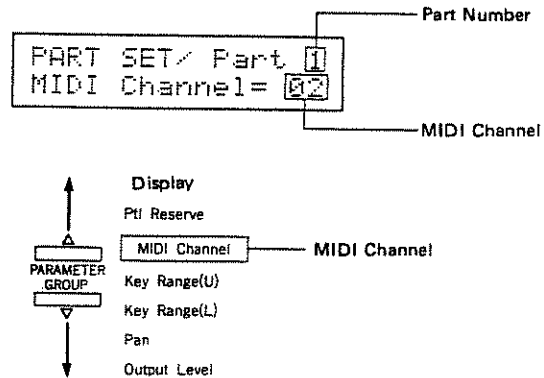 Part Number
PART SET/ Part 1
MIDI Channel= 02
MIDI Channel
Display
Ptl Reserve
MIDI Channel
MIDI Channel
PARAMETER
GROUP
Key Range(U)
Key Range(L)
Pan
Output Level